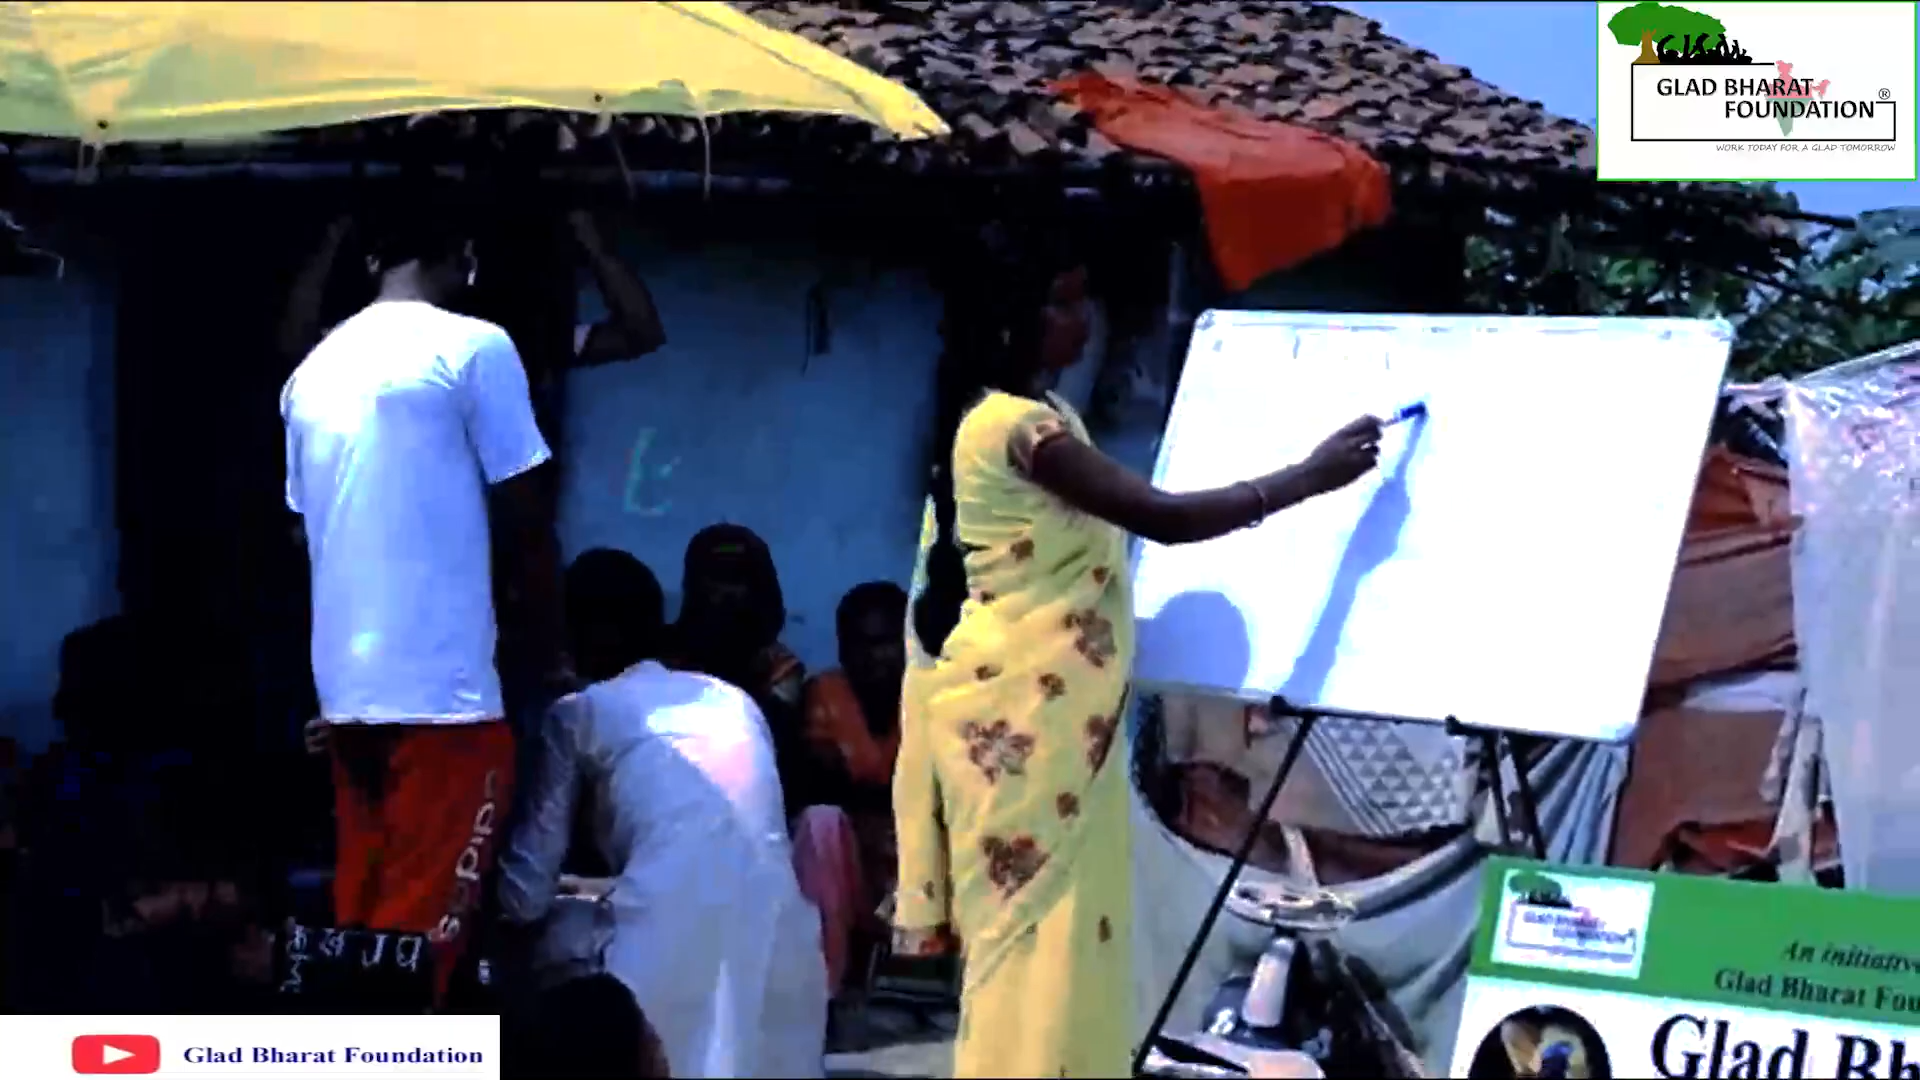 GLAD BHARAT
FOUNDATION®
WORK TODAY FOR A GLAD TOMORROW
क ख ग घ
An initiative
Glad Bharat Fou
Glad Bh
Glad Bharat Foundation